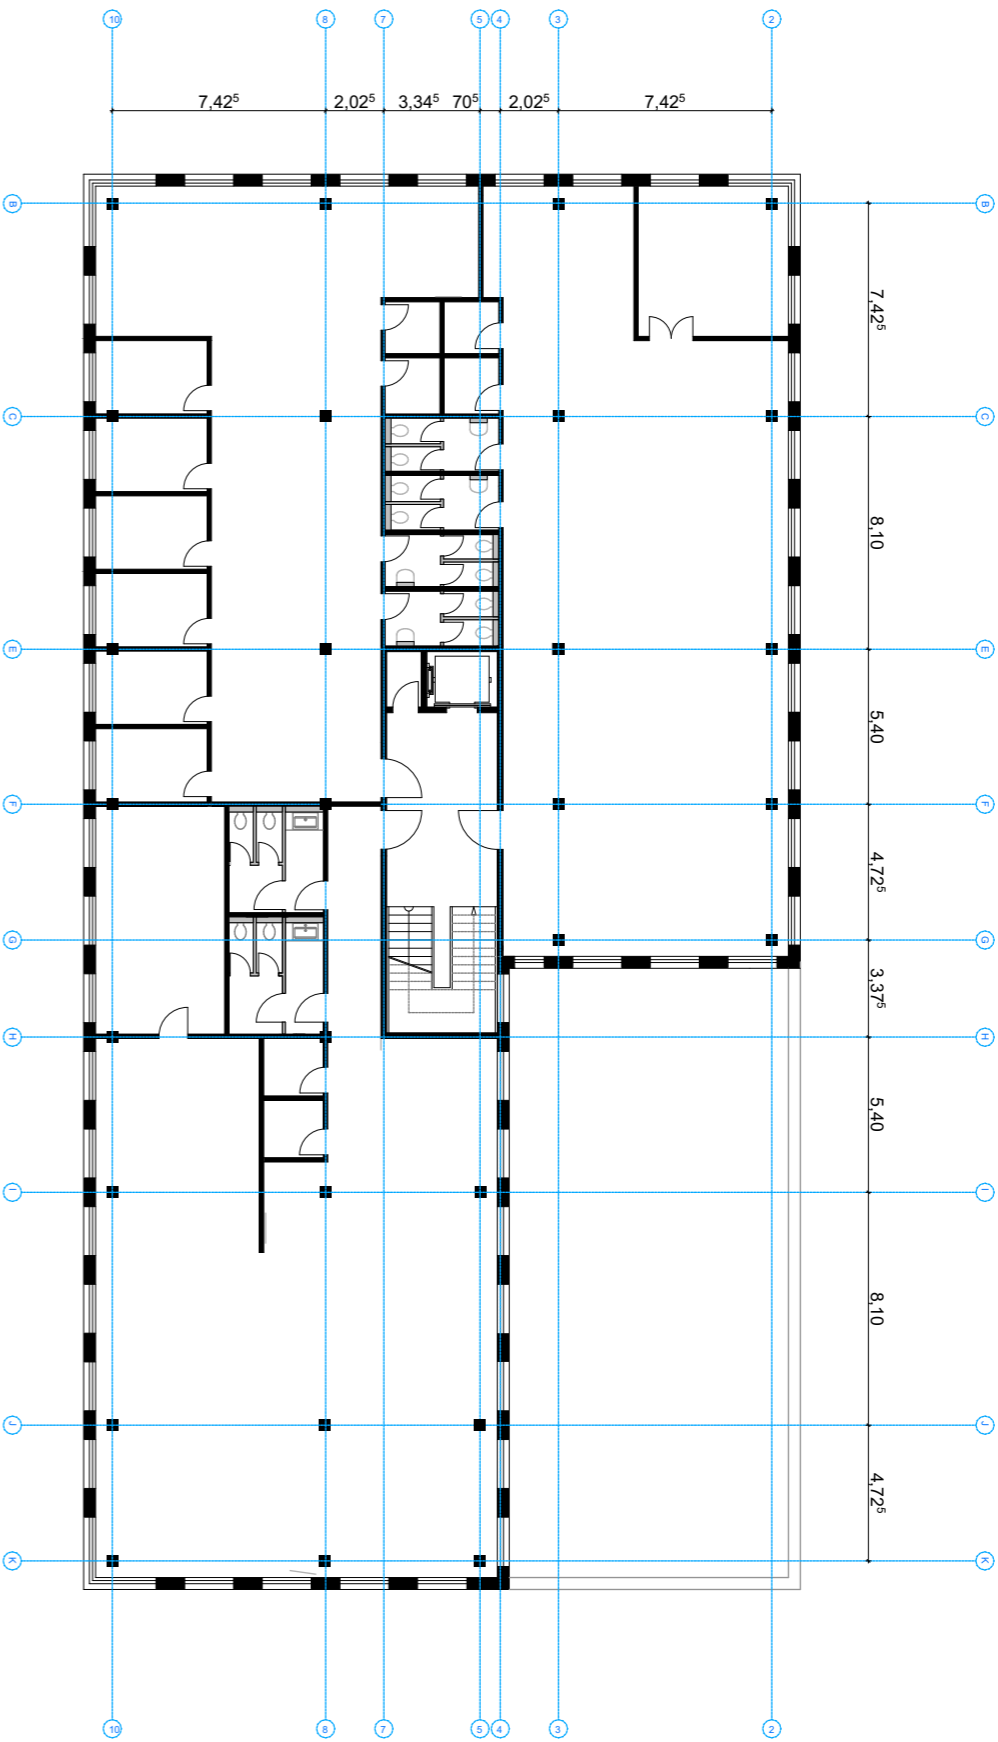 10 8 7 5 4 3 2
7,42⁵ 2,02⁵ 3,34⁵ 70⁵ 2,02⁵ 7,42⁵
B B
7,42⁵
C C
8,10
E E
5,40
F F
4,72⁵
G G
3,37⁵
H H
5,40
I I
8,10
J J
4,72⁵
K K
10 8 7 5 4 3 2